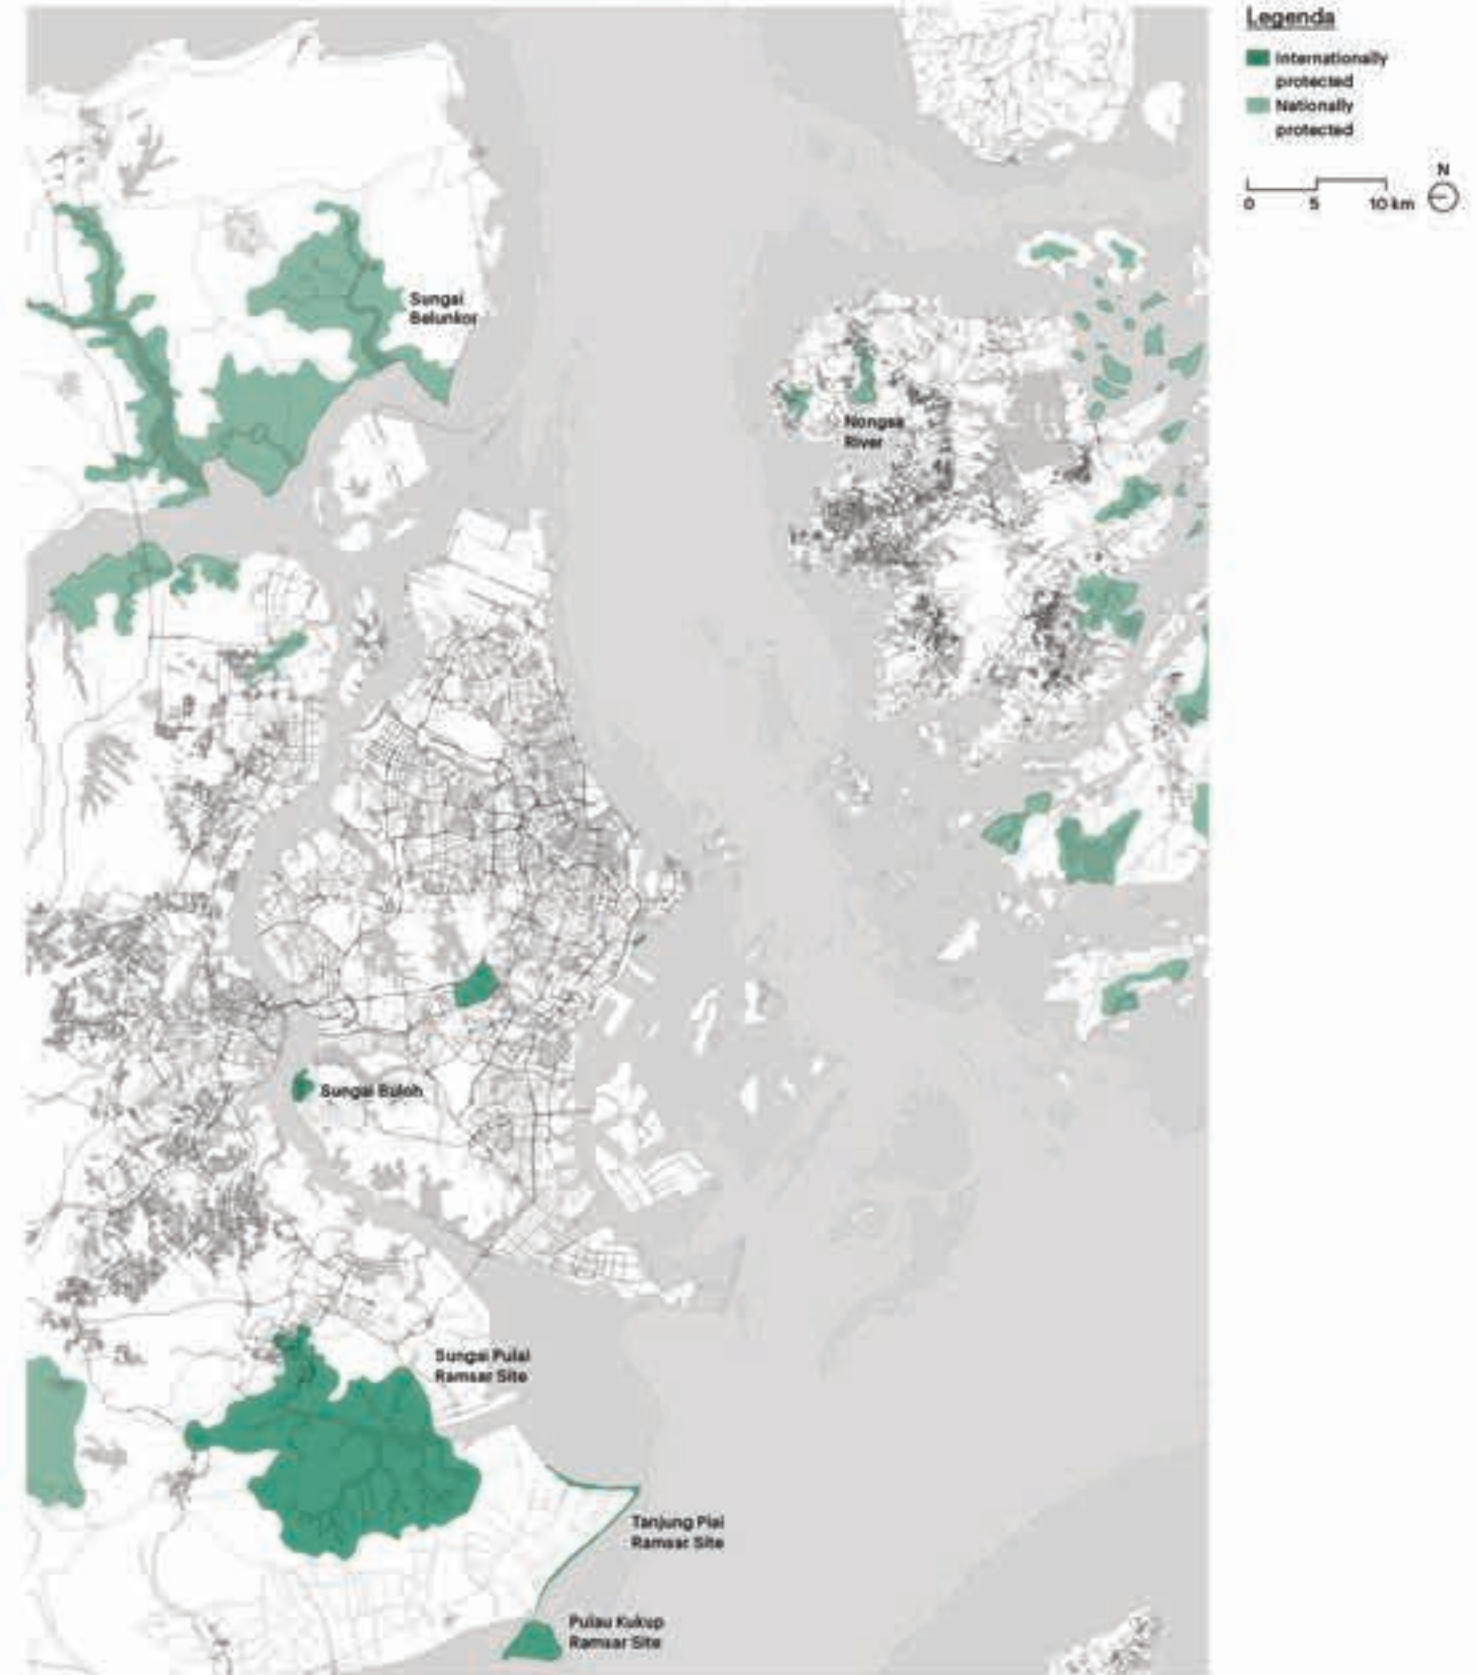 Legenda
Internationally
protected
Nationally
protected
N
0 5 10 km
Sungai
Belunkor
Nongsa
River
Sungai Buloh
Sungai Pulai
Ramsar Site
Tanjung Piai
Ramsar Site
Pulau Kukup
Ramsar Site